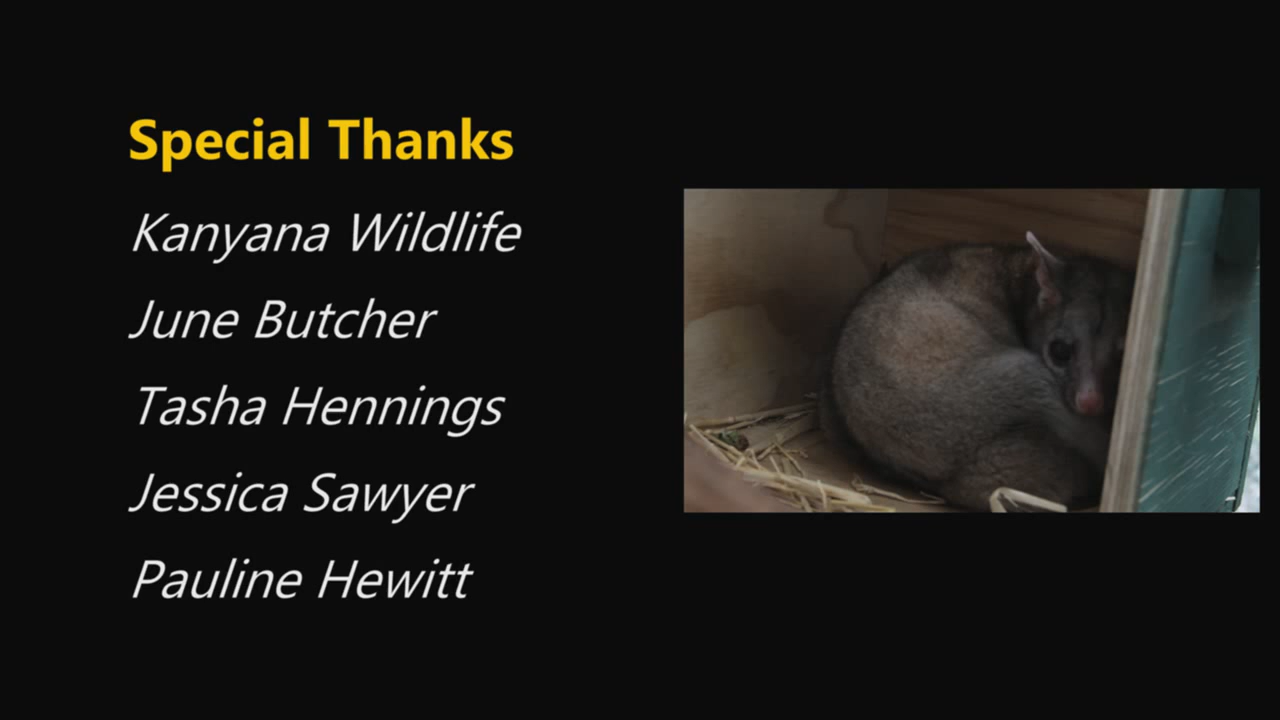 Special Thanks
Kanyana Wildlife
June Butcher
Tasha Hennings
Jessica Sawyer
Pauline Hewitt